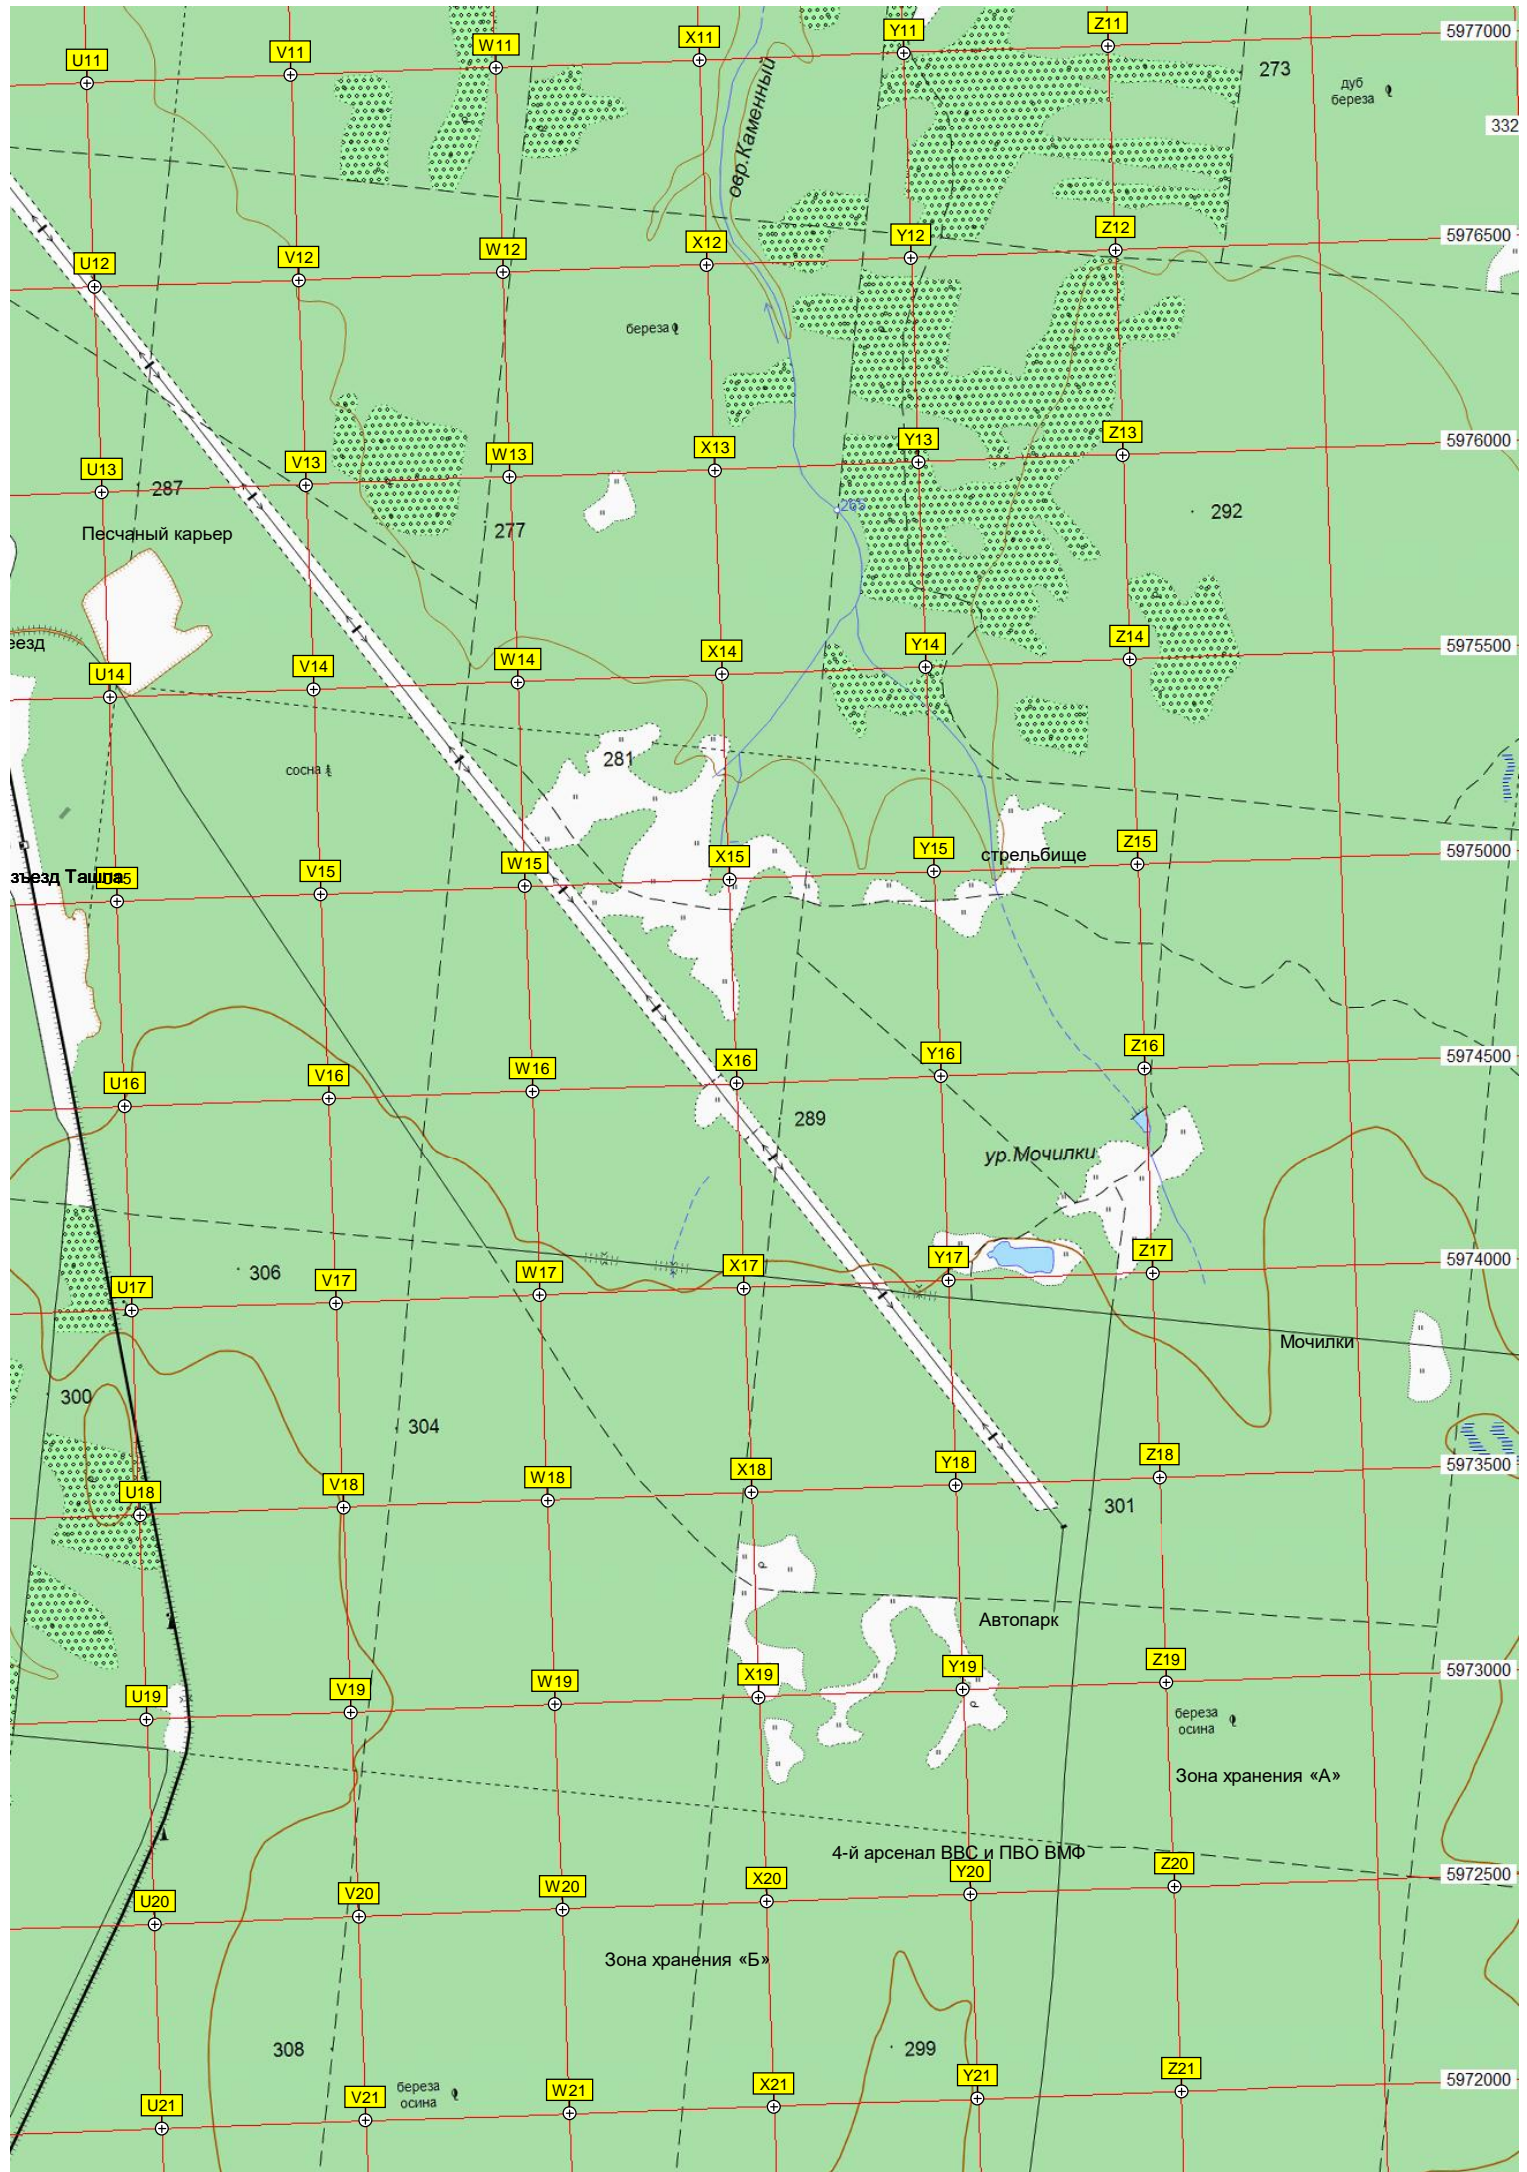 5977000
Z11
Y11
X11
W11
V11
U11
273
дуб
береза
332
овр.Каменный
Z12
5976500
Y12
X12
W12
V12
U12
береза
Z13
5976000
Y13
X13
W13
V13
U13
287
265
292
277
Песчаный карьер
еезд
Z14
5975500
Y14
X14
W14
V14
U14
281
сосна
Z15
5975000
Y15
стрельбище
X15
W15
V15
U15
зъезд Ташла
Z16
5974500
Y16
X16
W16
V16
U16
289
ур.Мочилки
Z17
5974000
Y17
X17
W17
V17
U17
306
Мочилки
300
304
Z18
5973500
Y18
X18
W18
V18
U18
301
Автопарк
Z19
5973000
Y19
X19
W19
V19
U19
береза
осина
Зона хранения «А»
4-й арсенал ВВС и ПВО ВМФ
Z20
5972500
Y20
X20
W20
V20
U20
Зона хранения «Б»
308
299
Z21
5972000
Y21
X21
W21
V21
U21
береза
осина